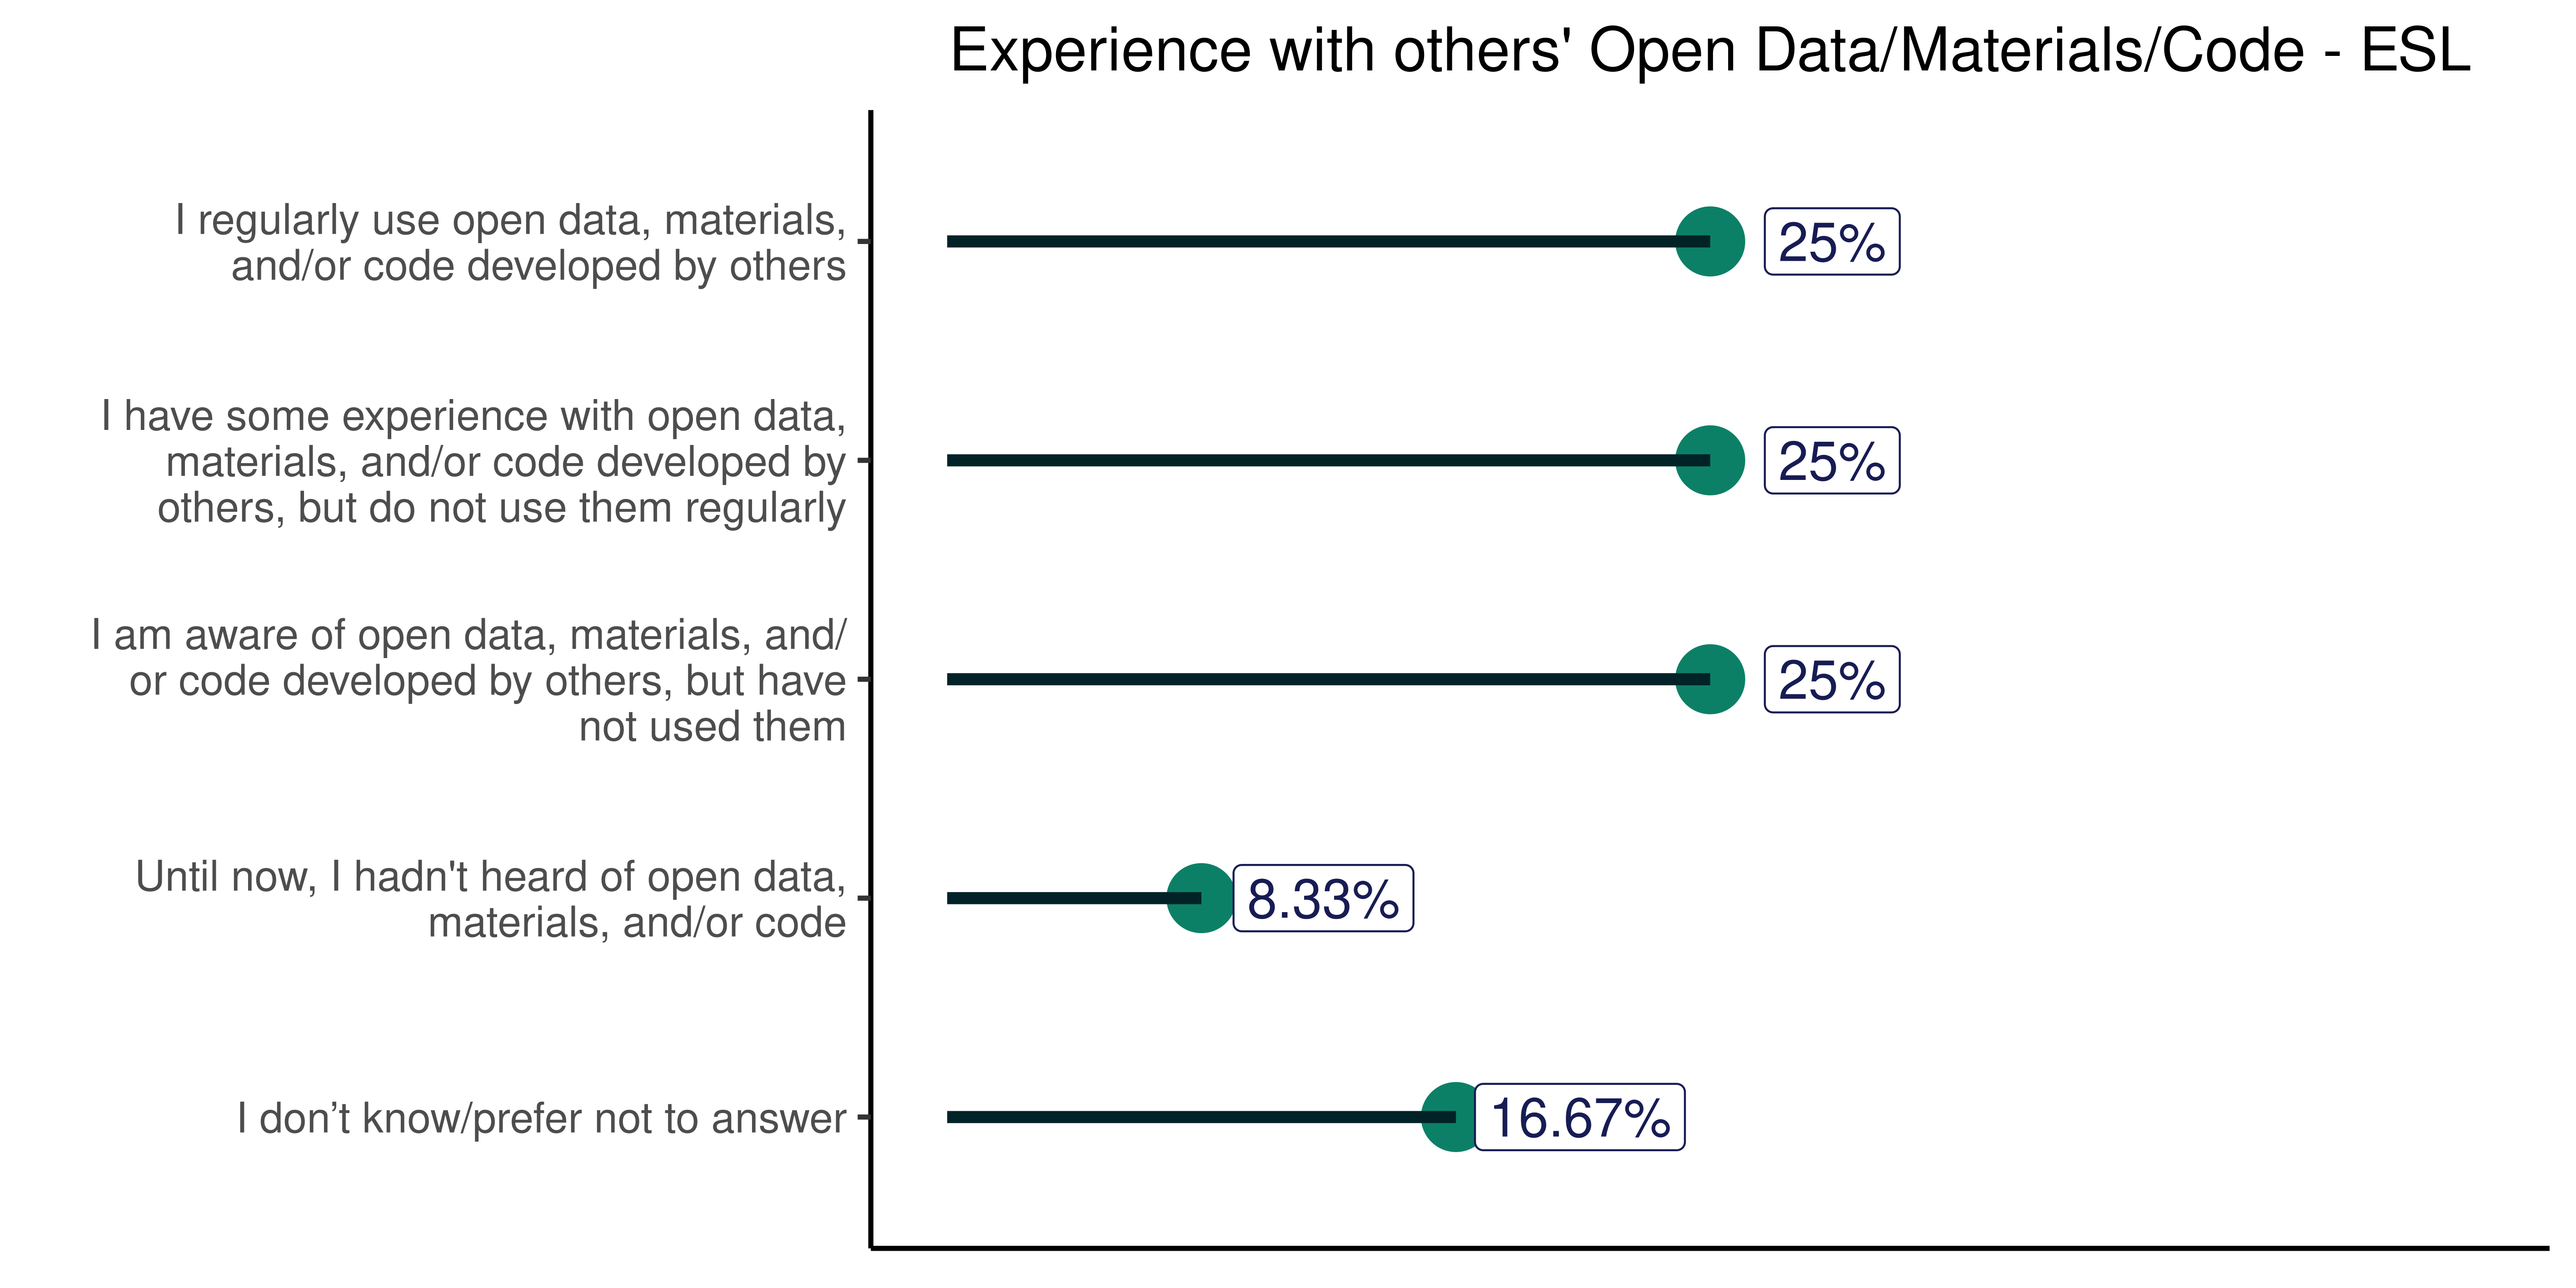 Experience with others' Open Data/Materials/Code - ESL
I regularly use open data, materials,
and/or code developed by others
25%
I have some experience with open data,
materials, and/or code developed by
others, but do not use them regularly
25%
I am aware of open data, materials, and/
or code developed by others, but have
not used them
25%
Until now, I hadn't heard of open data,
materials, and/or code
8.33%
I don’t know/prefer not to answer
16.67%